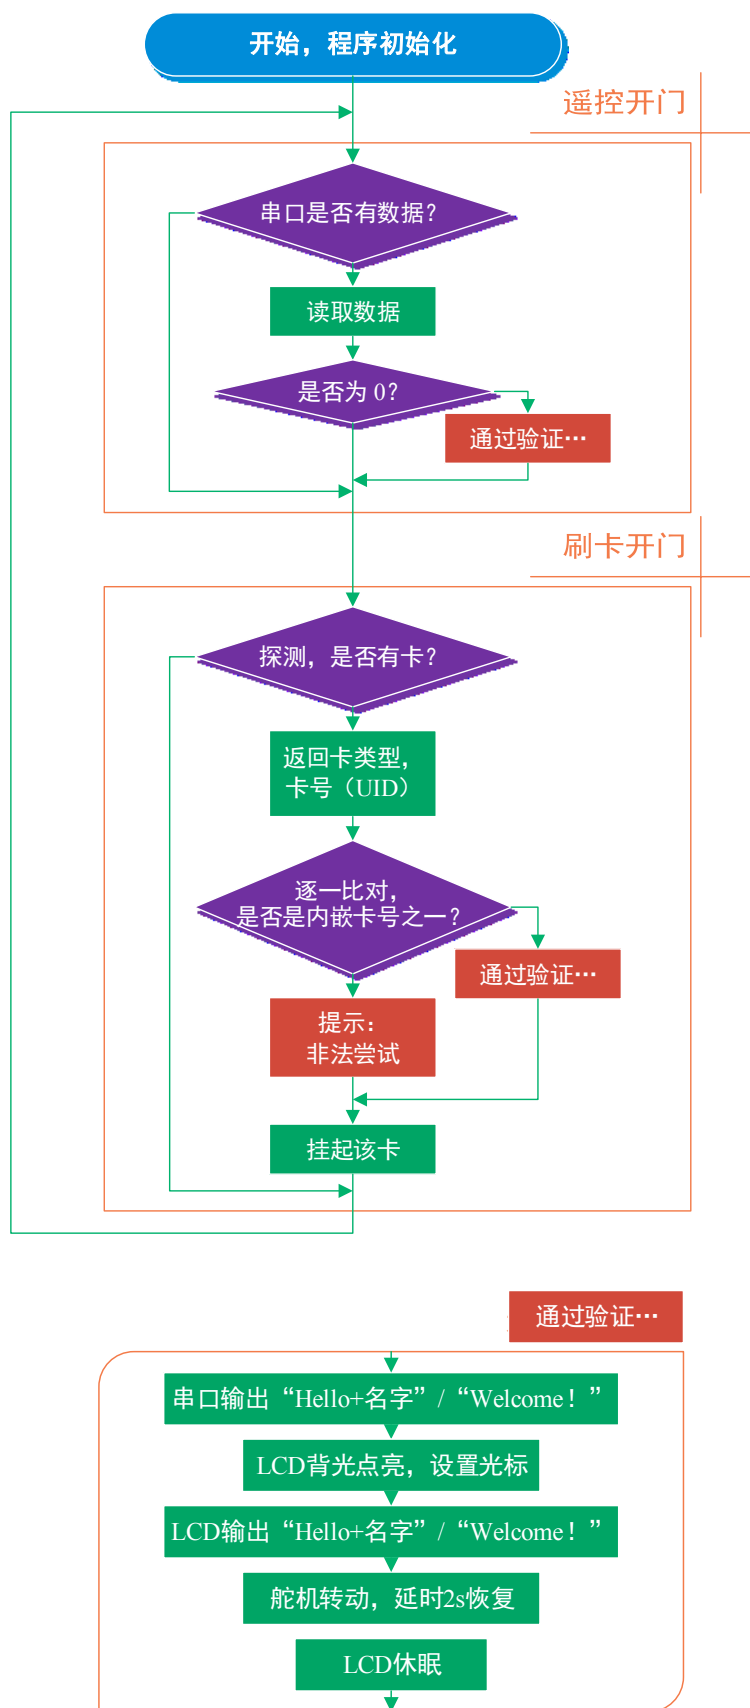 开始，程序初始化
遥控开门
串口是否有数据？
读取数据
是否为 0？
通过验证…
刷卡开门
探测，是否有卡？
返回卡类型，
卡号（UID）
逐一比对，
是否是内嵌卡号之一？
通过验证…
提示：
非法尝试
挂起该卡
通过验证…
串口输出“Hello+名字” / “Welcome！”
LCD背光点亮，设置光标
LCD输出“Hello+名字” / “Welcome！”
舵机转动，延时2s恢复
LCD休眠